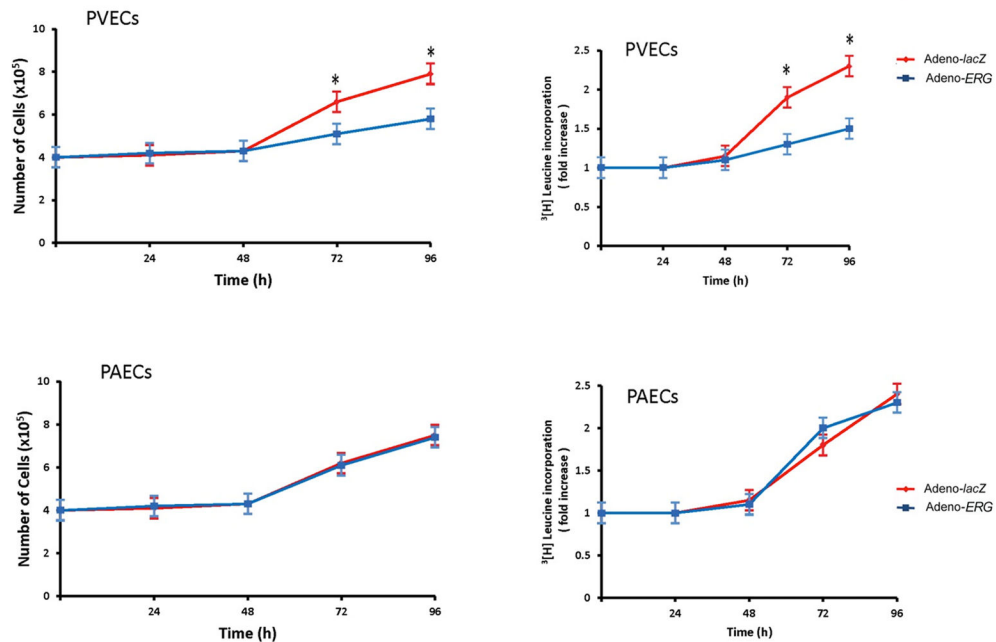 PVECs
Number of Cells (x10⁵)
10
8
6
4
2
0
*
*
24
48
72
96
Time (h)
PVECs
³[H] Leucine incorporation
( fold increase )
2.5
2
1.5
1
0.5
0
*
*
24
48
72
96
Time (h)
Adeno-lacZ
Adeno-ERG
PAECs
Number of Cells (x10⁵)
10
8
6
4
2
0
24
48
72
96
Time (h)
PAECs
³[H] Leucine incorporation
( fold increase )
2.5
2
1.5
1
0.5
0
24
48
72
96
Time (h)
Adeno-lacZ
Adeno-ERG